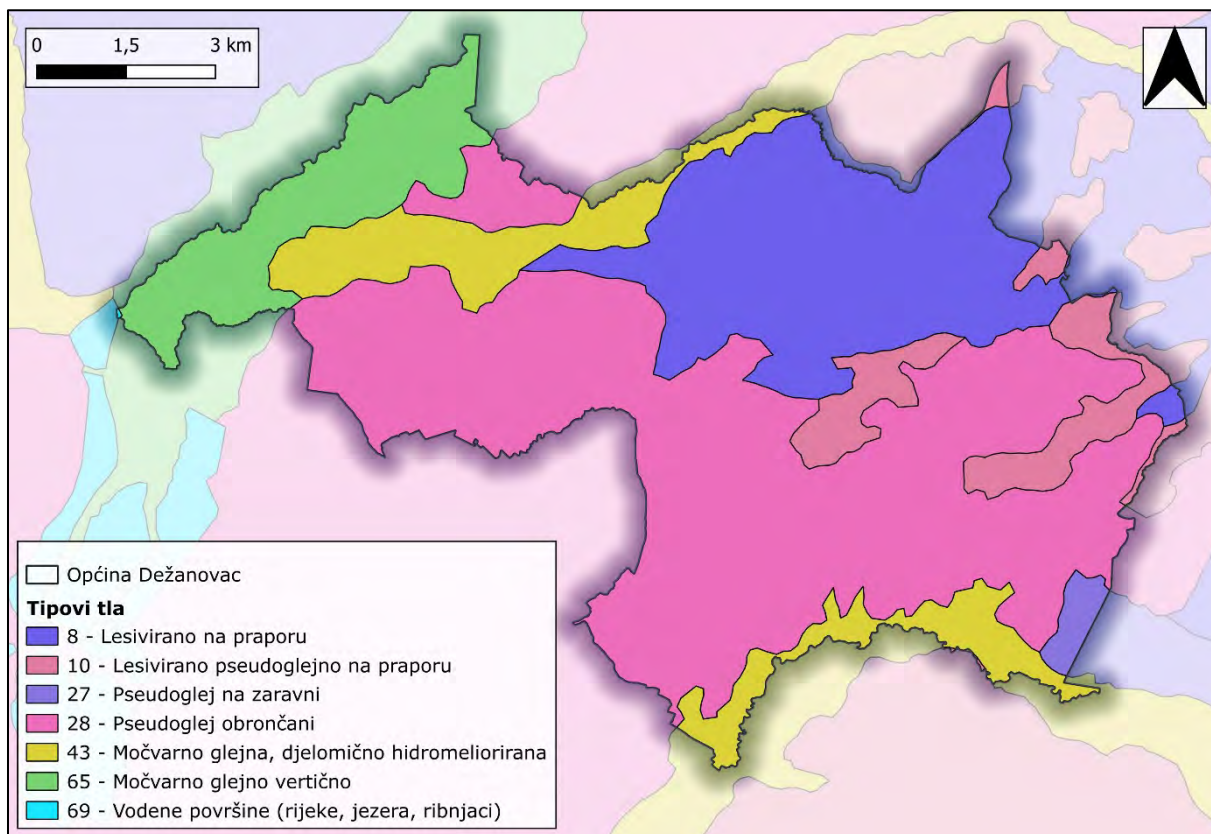 0 1,5 3 km
Općina Dežanovac
Tipovi tla
8 - Lesivirano na praporu
10 - Lesivirano pseudoglejno na praporu
27 - Pseudoglej na zaravni
28 - Pseudoglej obrončani
43 - Močvarno glejna, djelomično hidromeliorirana
65 - Močvarno glejno vertično
69 - Vodene površine (rijeke, jezera, ribnjaci)